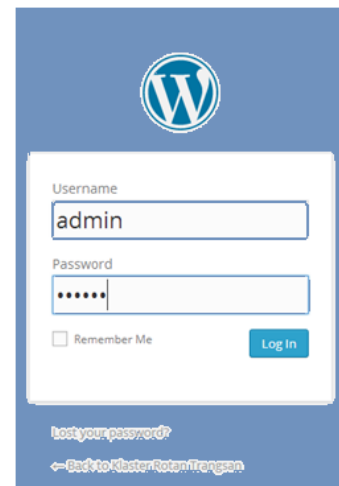 Username
admin
Password
••••••
Remember Me
Log In
Lost your password?
← Back to Klaster Rotan Trangsan